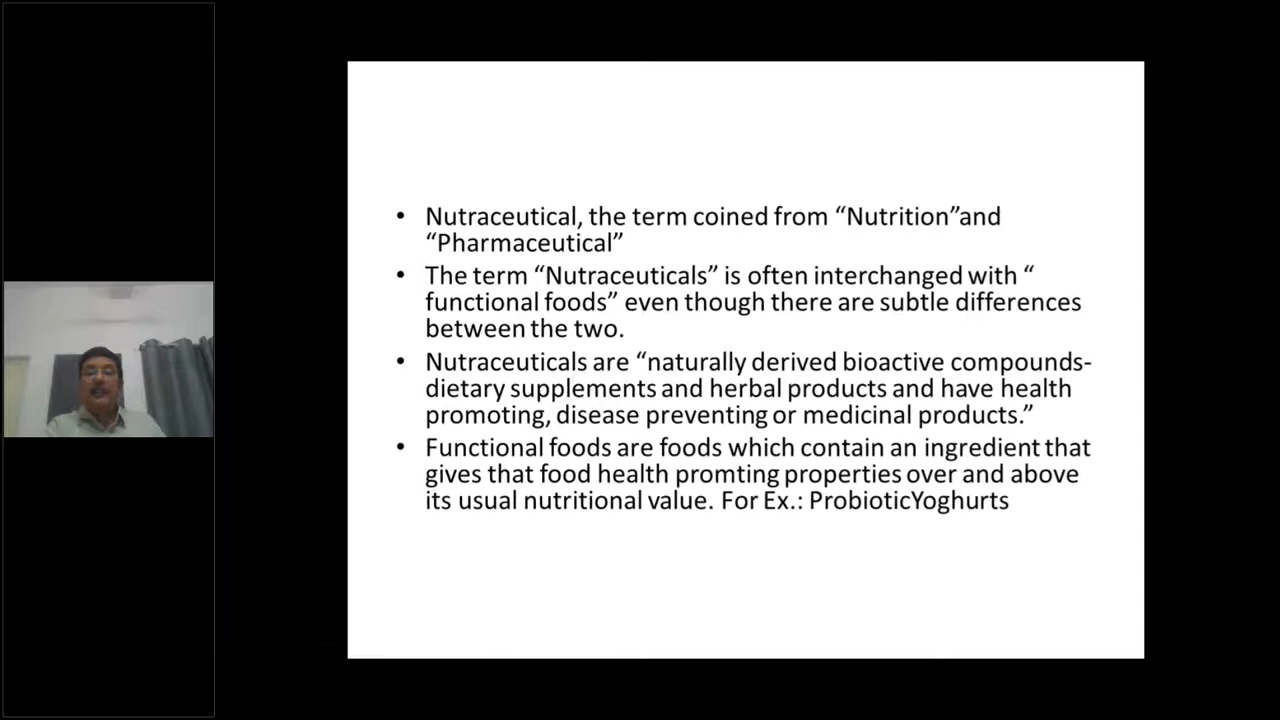 • Nutraceutical, the term coined from “Nutrition”and
“Pharmaceutical”
• The term “Nutraceuticals” is often interchanged with “
functional foods” even though there are subtle differences
between the two.
• Nutraceuticals are “naturally derived bioactive compounds-
dietary supplements and herbal products and have health
promoting, disease preventing or medicinal products.”
• Functional foods are foods which contain an ingredient that
gives that food health promting properties over and above
its usual nutritional value. For Ex.: ProbioticYoghurts